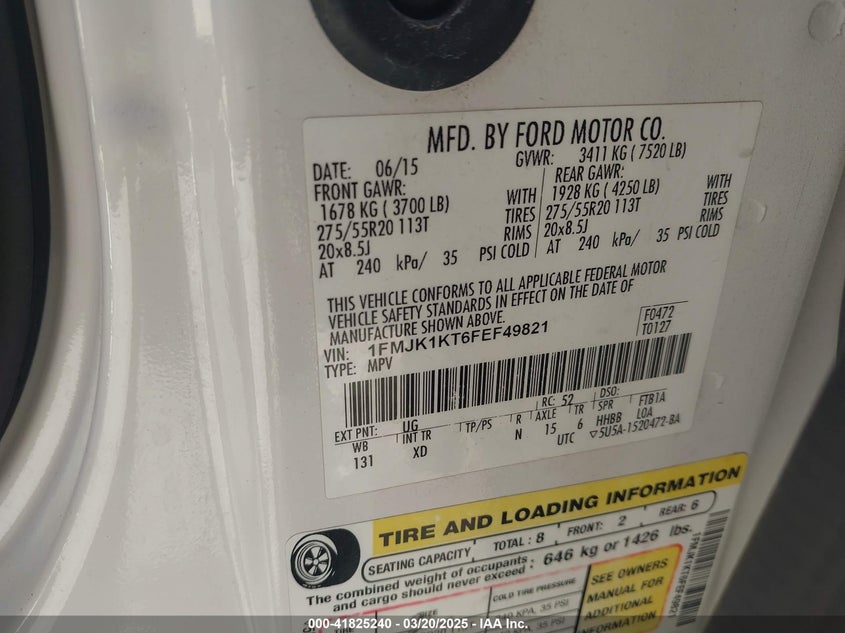 MFD. BY FORD MOTOR CO.
DATE: 06/15 GVWR: 3411 KG ( 7520 LB)
FRONT GAWR: REAR GAWR:
1678 KG ( 3700 LB) WITH 1928 KG ( 4250 LB) WITH
275/55R20 113T TIRES 275/55R20 113T TIRES
20x8.5J RIMS 20x8.5J RIMS
AT 240 kPa/ 35 PSI COLD AT 240 kPa/ 35 PSI COLD
THIS VEHICLE CONFORMS TO ALL APPLICABLE FEDERAL MOTOR
VEHICLE SAFETY STANDARDS IN EFFECT ON THE DATE OF
MANUFACTURE SHOWN ABOVE.
VIN: 1FMJK1KT6FEF49821 F0472
TYPE: MPV T0127
EXT PNT: UG RC: 52 DSO:
WB INT TR TP/PS R AXLE TR SPR FTB1A
131 XD N 15 6 HHBB LOA
UTC ▽5U5A-1520472-BA
TIRE AND LOADING INFORMATION
SEATING CAPACITY TOTAL: 8 FRONT: 2 REAR: 6
The combined weight of occupants and cargo should never exceed: 646 kg or 1426 lbs.
SIZE COLD TIRE PRESSURE
SEE OWNERS
MANUAL FOR
ADDITIONAL
INFORMATION
000-41825240 - 03/20/2025 - IAAI.COM